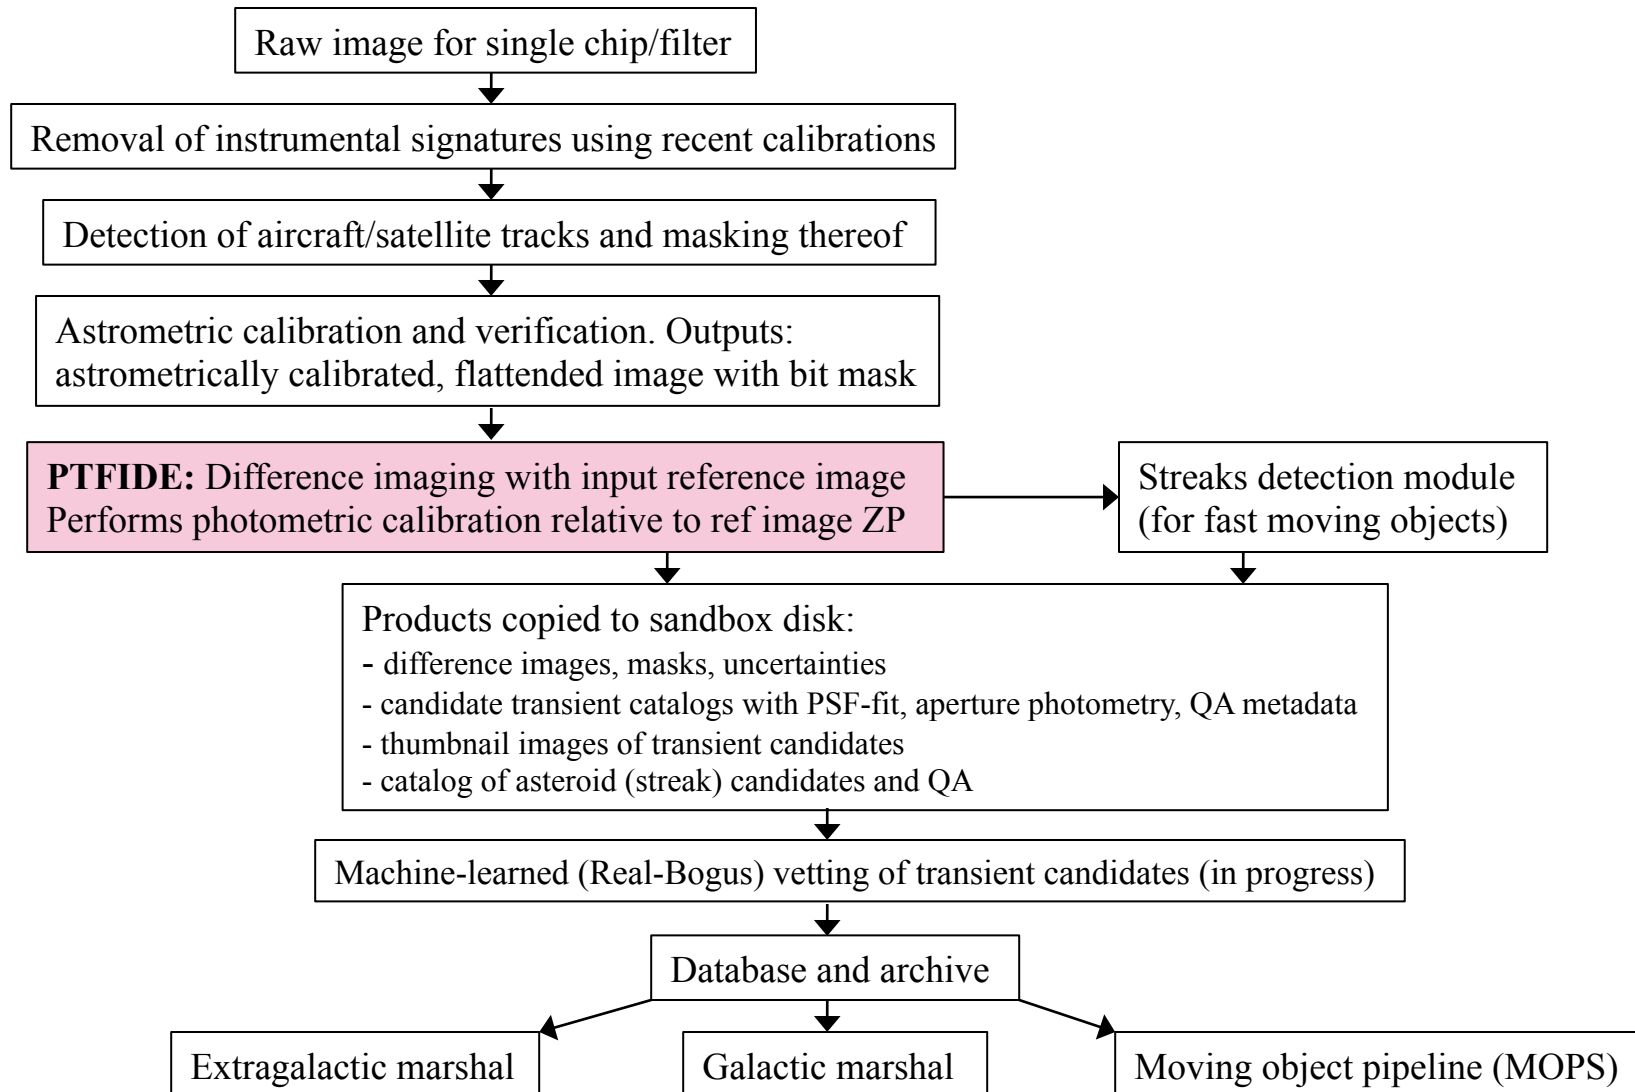 Raw image for single chip/filter
Removal of instrumental signatures using recent calibrations
Detection of aircraft/satellite tracks and masking thereof
Astrometric calibration and verification. Outputs:
astrometrically calibrated, flattended image with bit mask
PTFIDE: Difference imaging with input reference image
Performs photometric calibration relative to ref image ZP
Streaks detection module
(for fast moving objects)
Products copied to sandbox disk:
- difference images, masks, uncertainties
- candidate transient catalogs with PSF-fit, aperture photometry, QA metadata
- thumbnail images of transient candidates
- catalog of asteroid (streak) candidates and QA
Machine-learned (Real-Bogus) vetting of transient candidates (in progress)
Database and archive
Extragalactic marshal
Galactic marshal
Moving object pipeline (MOPS)